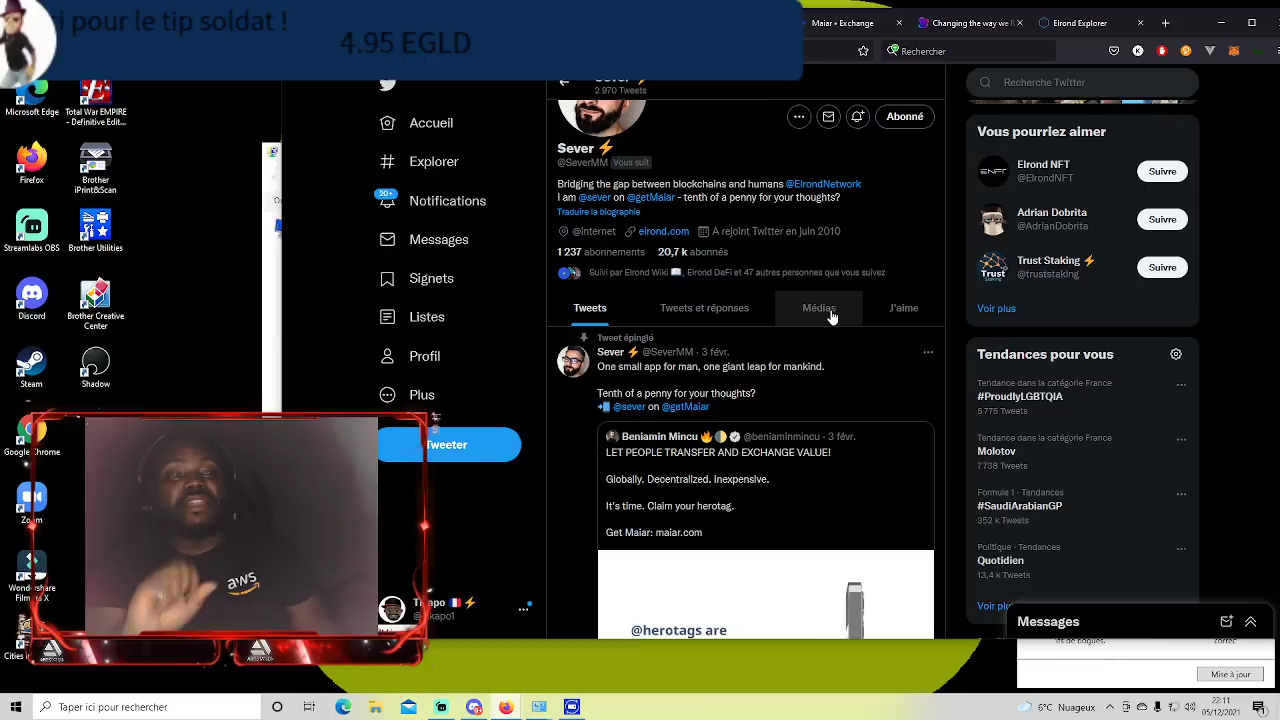 pour le tip soldat !
4.95 EGLD
Maiar • Exchange
Changing the we
Elrond Explorer
Rechercher
Microsoft Edge
Total War EMPIRE
- Definitive Edit...
Firefox
Brother
iPrint&Scan
Streamlabs OBS
Brother Utilities
Discord
Brother
Creative Center
Steam
Shadow
Google Chrome
Zoom
Wondershare
Cities
Accueil
Explorer
20+
Notifications
Messages
Signets
Listes
Profil
Plus
Tweeter
2 970 Tweets
Abonné
Sever ⚡
@SeverMM Vous suit
Bridging the gap between blockchains and humans @ElrondNetwork
I am @sever on @getMaiar - tenth of a penny for your thoughts?
Traduire la biographie
@internet elrond.com A rejoint Twitter en juin 2010
1 237 abonnements 20,7 k abonnés
Suivi par Elrond Wiki 📖, Elrond DeFi et 47 autres personnes que vous suivez
Tweets Tweets et réponses Médias J'aime
Tweet épinglé
Sever ⚡ @SeverMM · 3 févr.
One small app for man, one giant leap for mankind.
Tenth of a penny for your thoughts?
📲 @sever on @getMaiar
Beniamin Mincu 🔥🌗 @beniaminmincu · 3 févr.
LET PEOPLE TRANSFER AND EXCHANGE VALUE!
Globally. Decentralized. Inexpensive.
It's time. Claim your herotag.
Get Maiar: maiar.com
@herotags are
Recherche Twitter
Vous pourriez aimer
Elrond NFT
@ElrondNFT
Suivre
Adrian Dobrita
@AdrianDobrita
Suivre
Trust Staking ⚡
@truststaking
Suivre
Voir plus
Tendances pour vous
Tendance dans la catégorie France
#ProudlyLGBTQIA
5 775 Tweets
Tendance dans la catégorie France
Molotov
7 738 Tweets
Formule 1 · Tendances
#SaudiArabianGP
352 k Tweets
Politique · Tendances
Quotidien
13,4 k Tweets
Voir plu
Messages
Mise à jour
aws
Taper ici pour rechercher
6°C Nuageux
22:11
05/12/2021